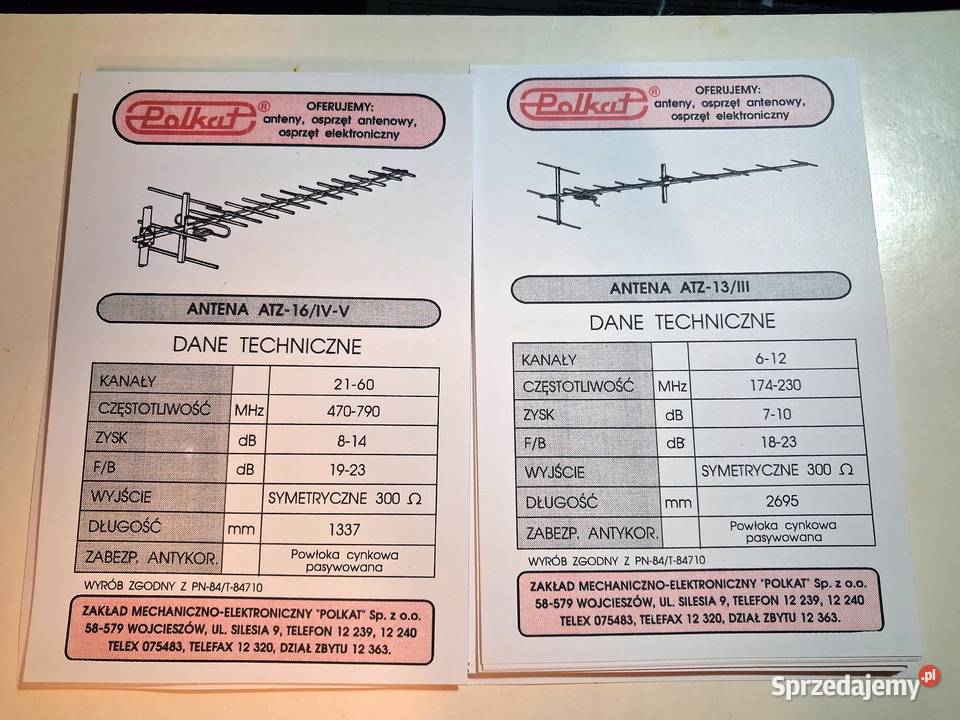 Polkat®
OFERUJEMY:
anteny, osprzęt antenowy,
osprzęt elektroniczny
ANTENA ATZ-16/IV-V
DANE TECHNICZNE
KANAŁY 21-60
CZĘSTOTLIWOŚĆ MHz 470-790
ZYSK dB 8-14
F/B dB 19-23
WYJŚCIE SYMETRYCZNE 300 Ω
DŁUGOŚĆ mm 1337
ZABEZP. ANTYKOR. Powłoka cynkowa
pasywowana
WYRÓB ZGODNY Z PN-84/T-84710
ZAKŁAD MECHANICZNO-ELEKTRONICZNY "POLKAT" Sp. z o.o.
58-579 WOJCIESZÓW, UL. SILESIA 9, TELEFON 12 239, 12 240
TELEX 075483, TELEFAX 12 320, DZIAŁ ZBYTU 12 363.
Polkat®
OFERUJEMY:
anteny, osprzęt antenowy,
osprzęt elektroniczny
ANTENA ATZ-13/III
DANE TECHNICZNE
KANAŁY 6-12
CZĘSTOTLIWOŚĆ MHz 174-230
ZYSK dB 7-10
F/B dB 18-23
WYJŚCIE SYMETRYCZNE 300 Ω
DŁUGOŚĆ mm 2695
ZABEZP. ANTYKOR. Powłoka cynkowa
pasywowana
WYRÓB ZGODNY Z PN-84/T-84710
ZAKŁAD MECHANICZNO-ELEKTRONICZNY "POLKAT" Sp. z o.o.
58-579 WOJCIESZÓW, UL. SILESIA 9, TELEFON 12 239, 12 240
TELEX 075483, TELEFAX 12 320, DZIAŁ ZBYTU 12 363.
Sprzedajemy.pl